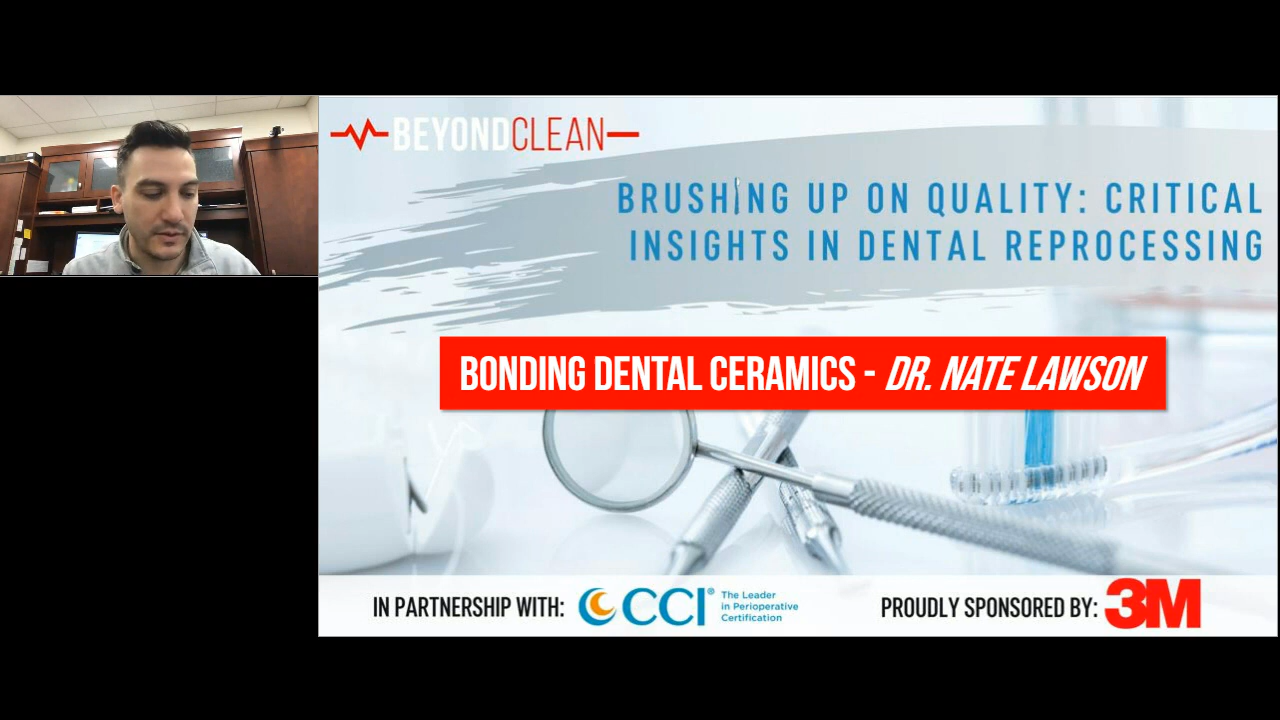 BEYONDCLEAN
BRUSHING UP ON QUALITY: CRITICAL
INSIGHTS IN DENTAL REPROCESSING
BONDING DENTAL CERAMICS - DR. NATE LAWSON
IN PARTNERSHIP WITH:
CCI®
The Leader
in Perioperative
Certification
PROUDLY SPONSORED BY:
3M